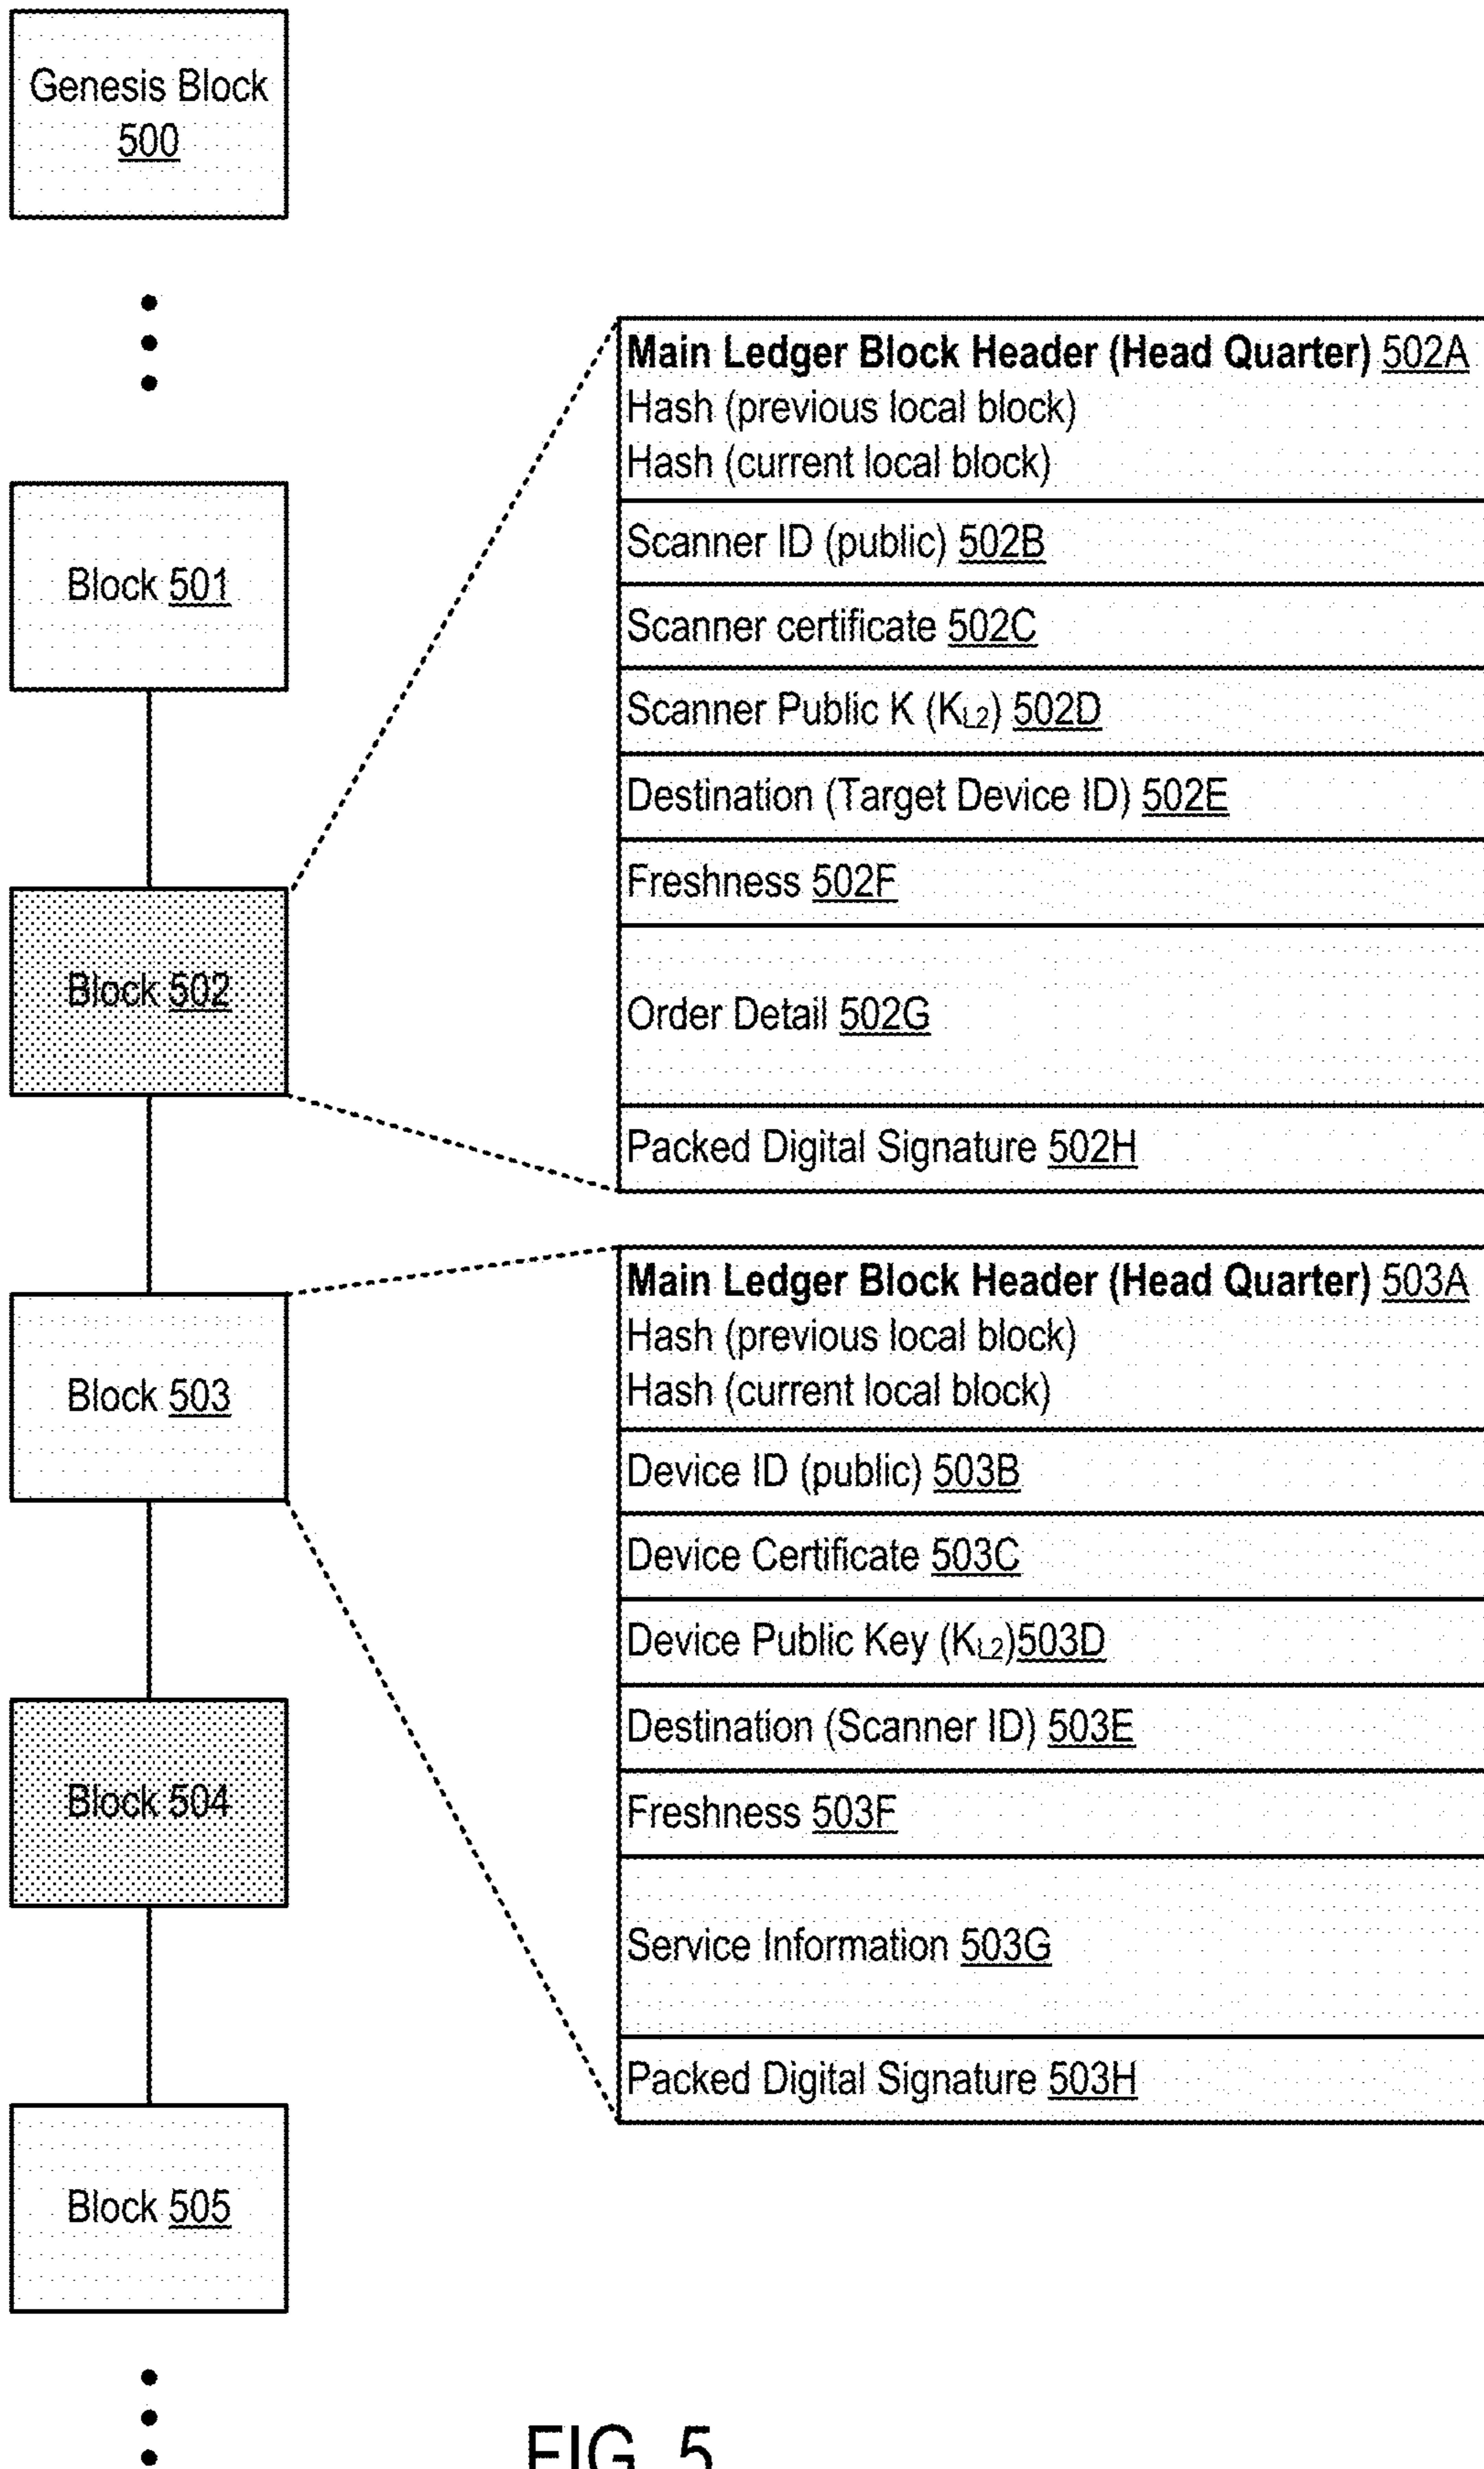 Genesis Block
500
Block 501
Block 502
Block 503
Block 504
Block 505
Main Ledger Block Header (Head Quarter) 502A
Hash (previous local block)
Hash (current local block)
Scanner ID (public) 502B
Scanner certificate 502C
Scanner Public K (KL2) 502D
Destination (Target Device ID) 502E
Freshness 502F
Order Detail 502G
Packed Digital Signature 502H
Main Ledger Block Header (Head Quarter) 503A
Hash (previous local block)
Hash (current local block)
Device ID (public) 503B
Device Certificate 503C
Device Public Key (KL2)503D
Destination (Scanner ID) 503E
Freshness 503F
Service Information 503G
Packed Digital Signature 503H
FIG. 5